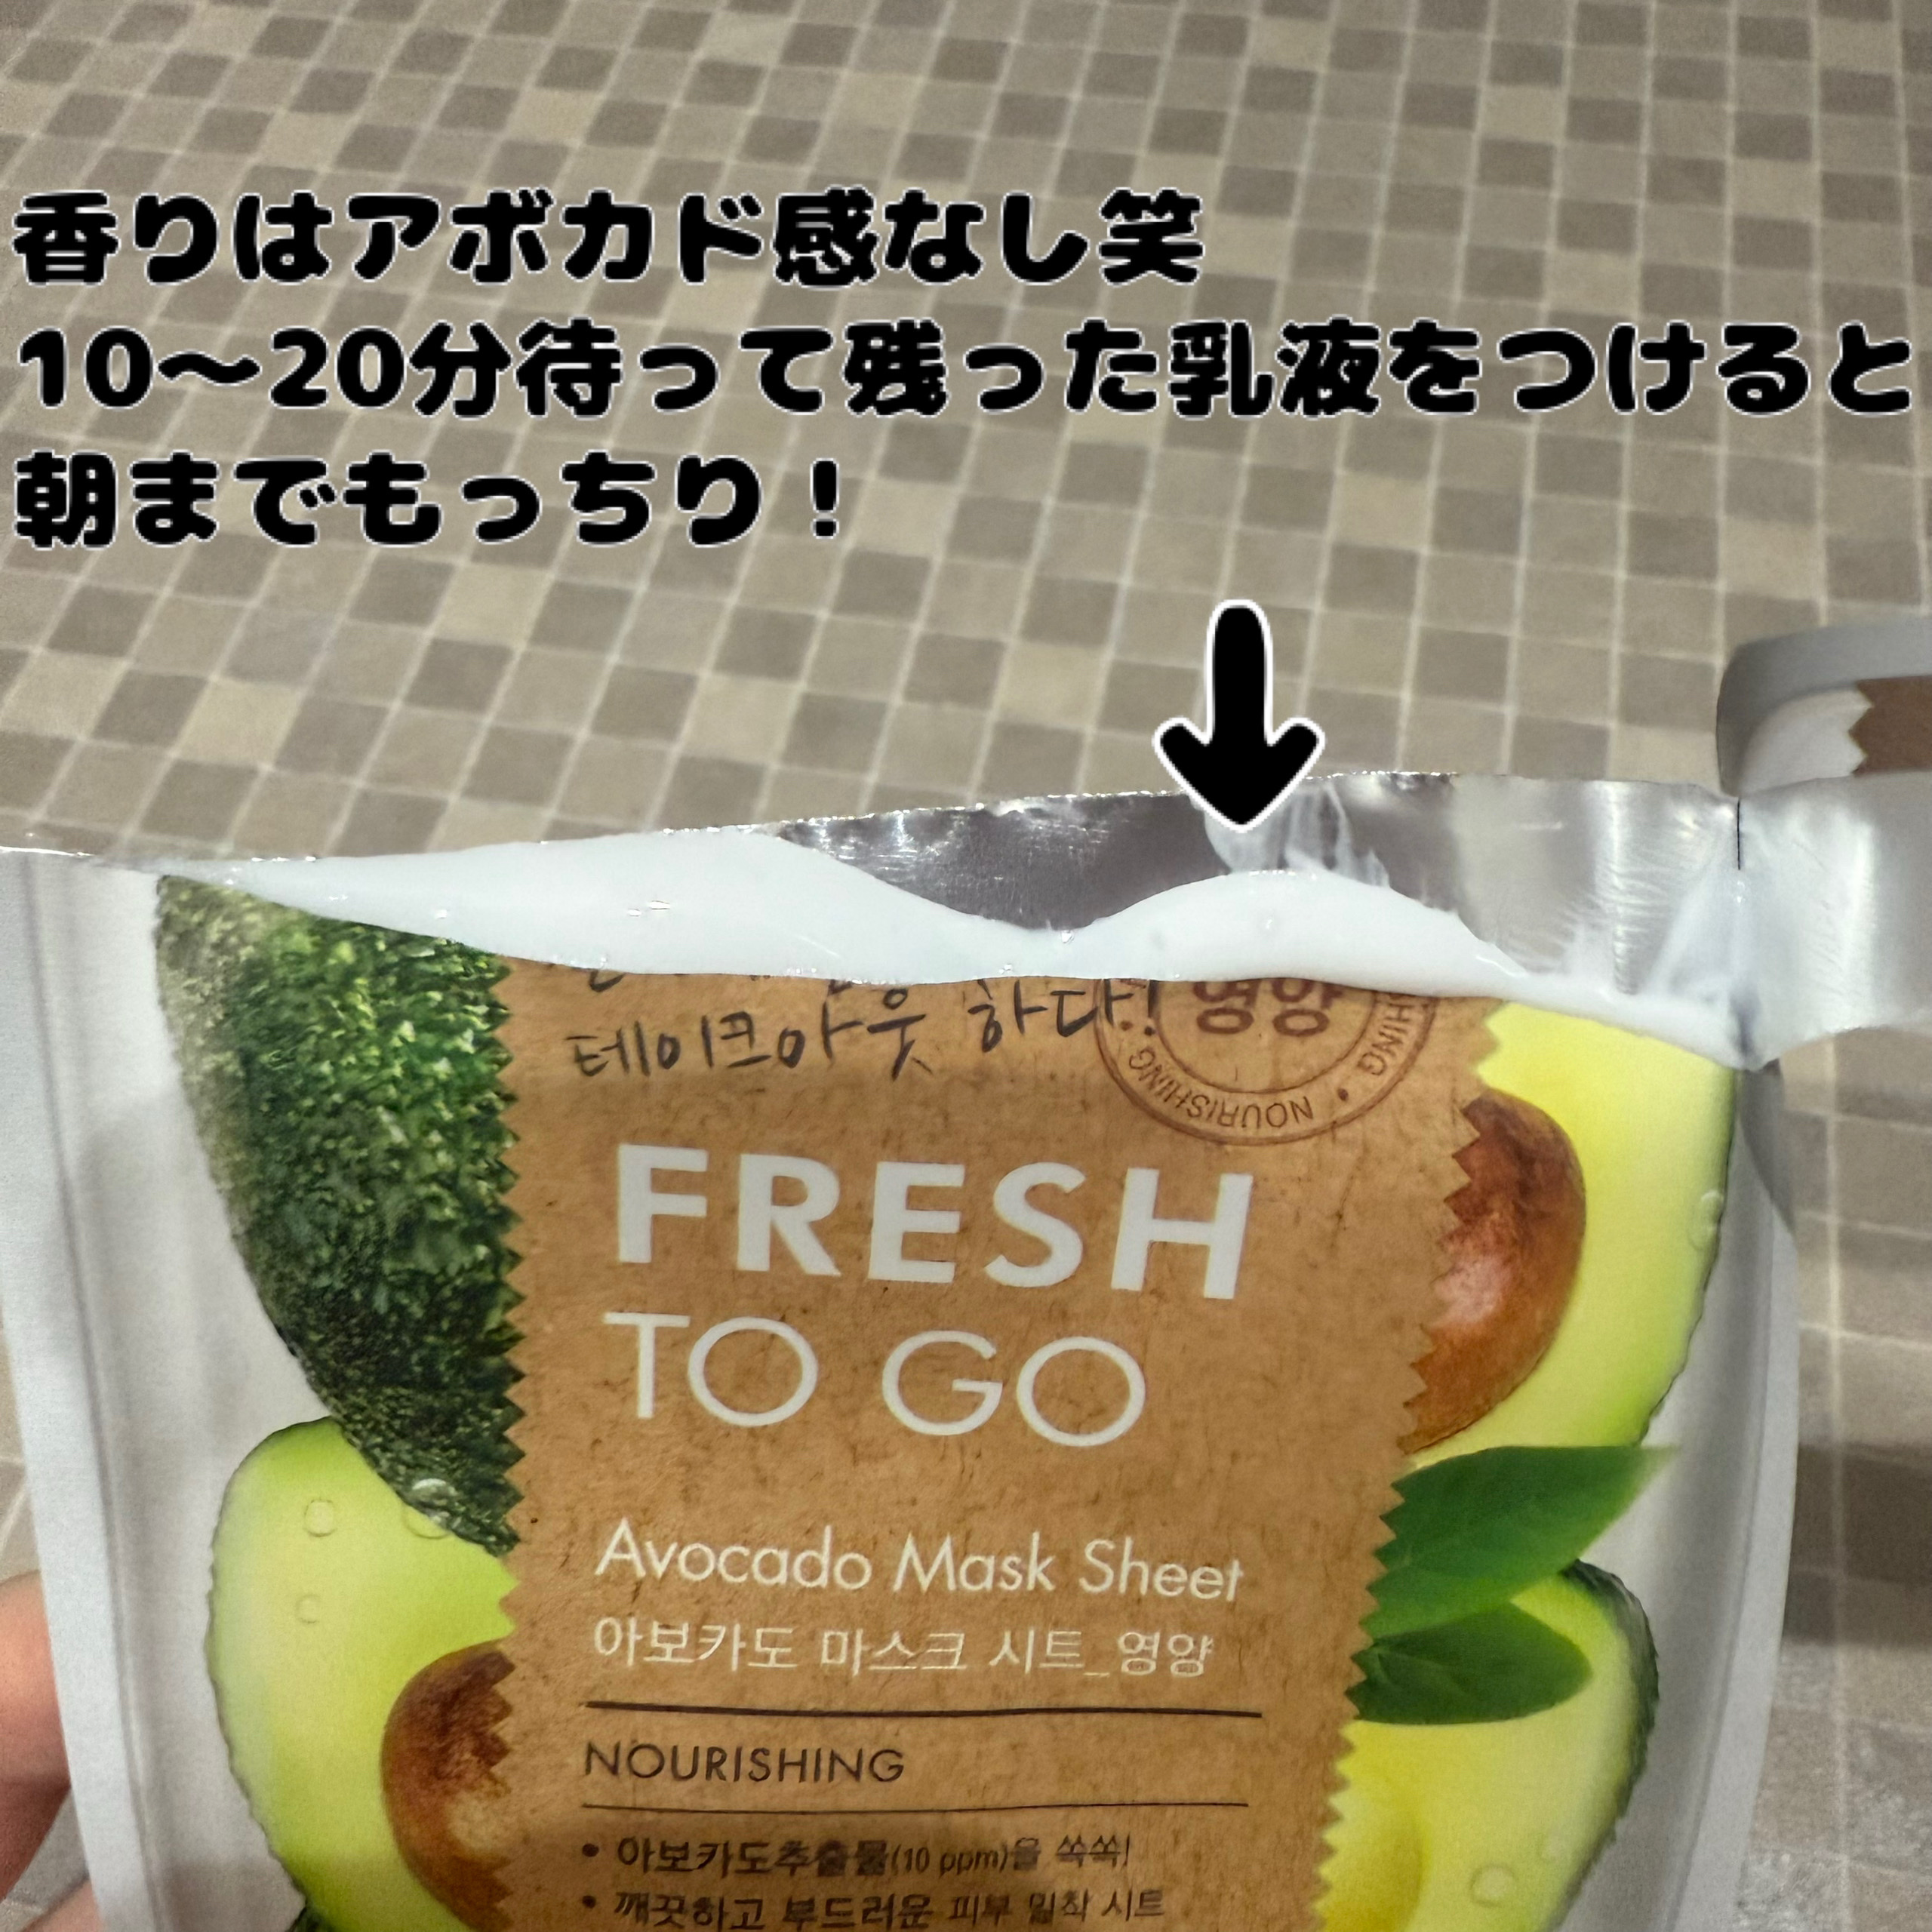 香りはアボカド感なし笑
10〜20分待って残った乳液をつけると
朝までもっちり！
테이크아웃 하다!
영양
NOURISHING
FRESH
TO GO
Avocado Mask Sheet
아보카도 마스크 시트_영양
NOURISHING
• 아보카도추출물(10 ppm)을 쏙쏙!
• 깨끗하고 부드러운 피부 밀착 시트